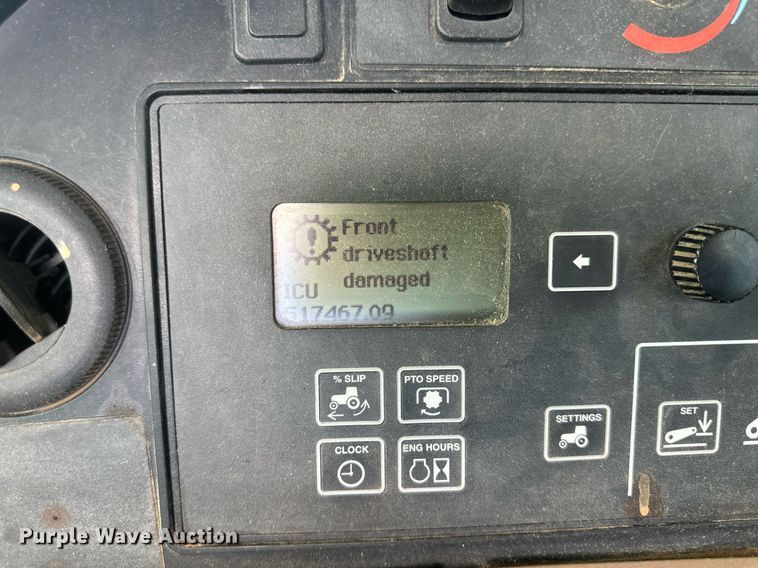 Front
driveshaft
damaged
ICU
517467.09
% SLIP
PTO SPEED
CLOCK
ENG HOURS
SETTINGS
SET
Purple Wave Auction